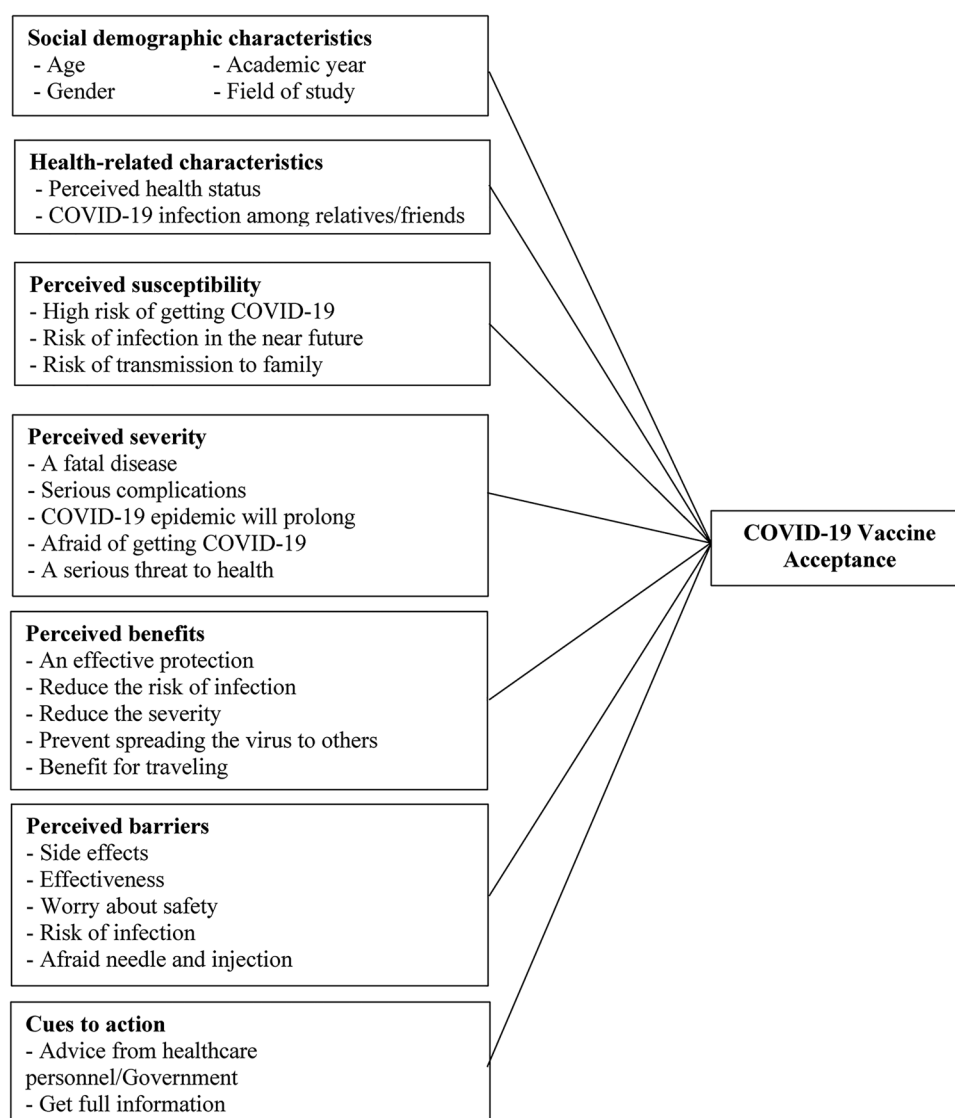 Social demographic characteristics
- Age - Academic year
- Gender - Field of study
Health-related characteristics
- Perceived health status
- COVID-19 infection among relatives/friends
Perceived susceptibility
- High risk of getting COVID-19
- Risk of infection in the near future
- Risk of transmission to family
Perceived severity
- A fatal disease
- Serious complications
- COVID-19 epidemic will prolong
- Afraid of getting COVID-19
- A serious threat to health
COVID-19 Vaccine
Acceptance
Perceived benefits
- An effective protection
- Reduce the risk of infection
- Reduce the severity
- Prevent spreading the virus to others
- Benefit for traveling
Perceived barriers
- Side effects
- Effectiveness
- Worry about safety
- Risk of infection
- Afraid needle and injection
Cues to action
- Advice from healthcare
personnel/Government
- Get full information